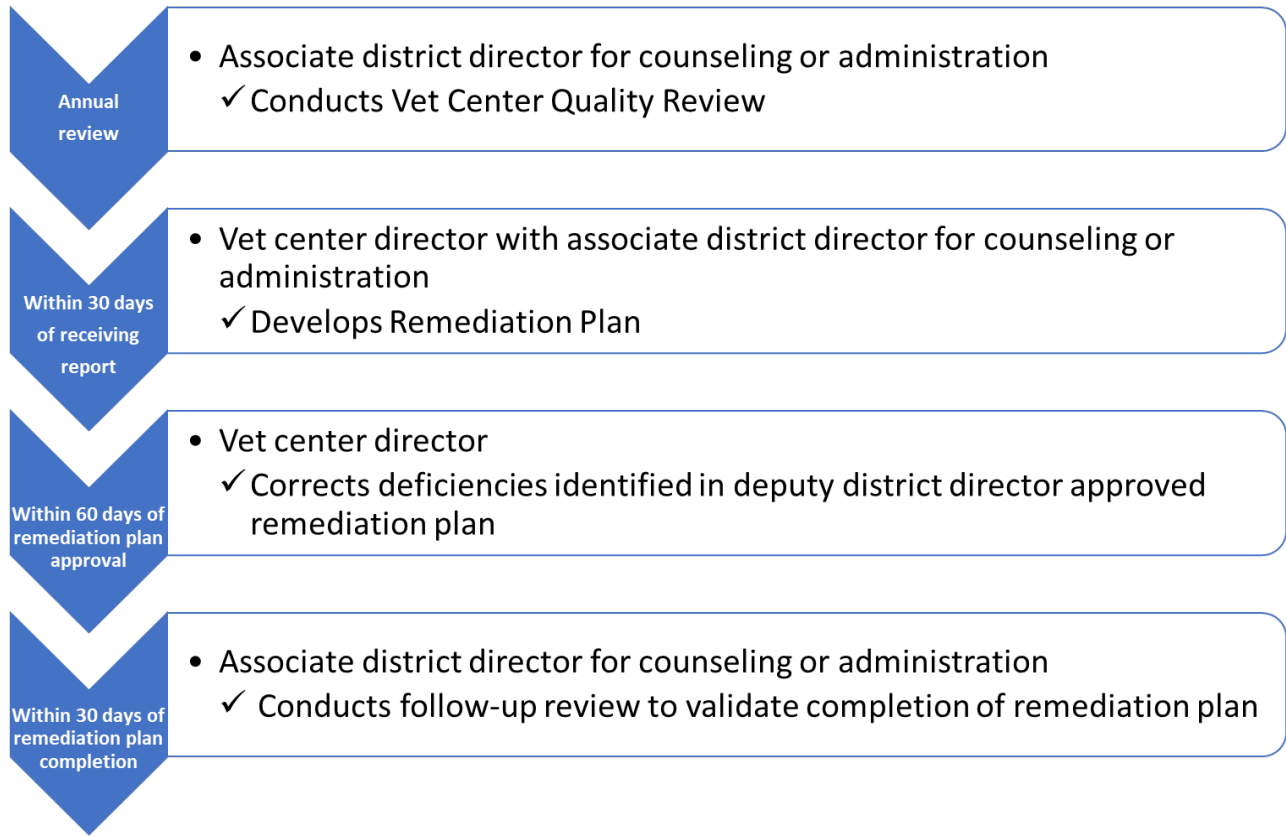 Annual
review
• Associate district director for counseling or administration
✓ Conducts Vet Center Quality Review
Within 30 days
of receiving
report
• Vet center director with associate district director for counseling or
administration
✓ Develops Remediation Plan
Within 60 days of
remediation plan
approval
• Vet center director
✓ Corrects deficiencies identified in deputy district director approved
remediation plan
Within 30 days of
remediation plan
completion
• Associate district director for counseling or administration
✓ Conducts follow-up review to validate completion of remediation plan